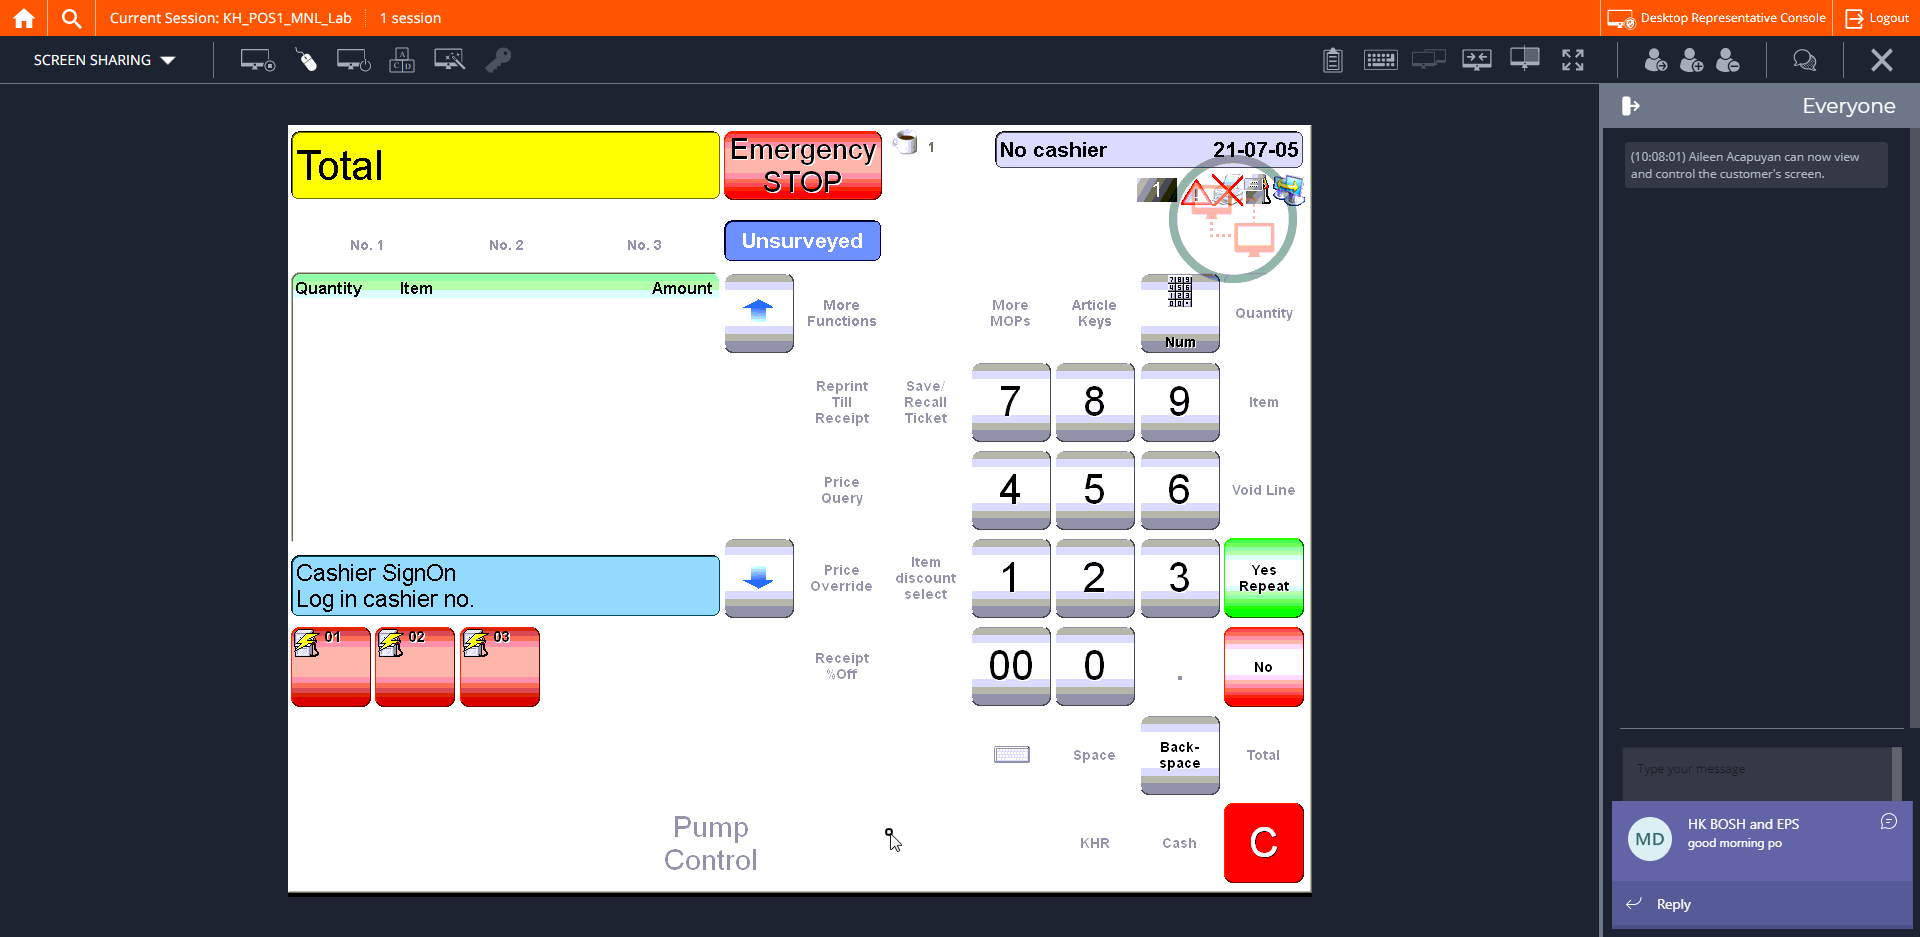 Current Session: KH_POS1_MNL_Lab
1 session
Desktop Representative Console
Logout
SCREEN SHARING
A
C D
Everyone
(10:08:01) Aileen Acapuyan can now view
and control the customer's screen.
Total
Emergency
STOP
1
No cashier 21-07-05
1
No. 1 No. 2 No. 3
Unsurveyed
Quantity Item Amount
More
Functions
More
MOPs
Article
Keys
Num
Quantity
Reprint
Till
Receipt
Save/
Recall
Ticket
7 8 9
Item
Price
Query
4 5 6
Void Line
Cashier SignOn
Log in cashier no.
Price
Override
Item
discount
select
1 2 3
Yes
Repeat
01 02 03
Receipt
%Off
00 0 .
No
Space
Back-
space
Total
Pump
Control
KHR
Cash
C
Type your message
MD
HK BOSH and EPS
good morning po
Reply